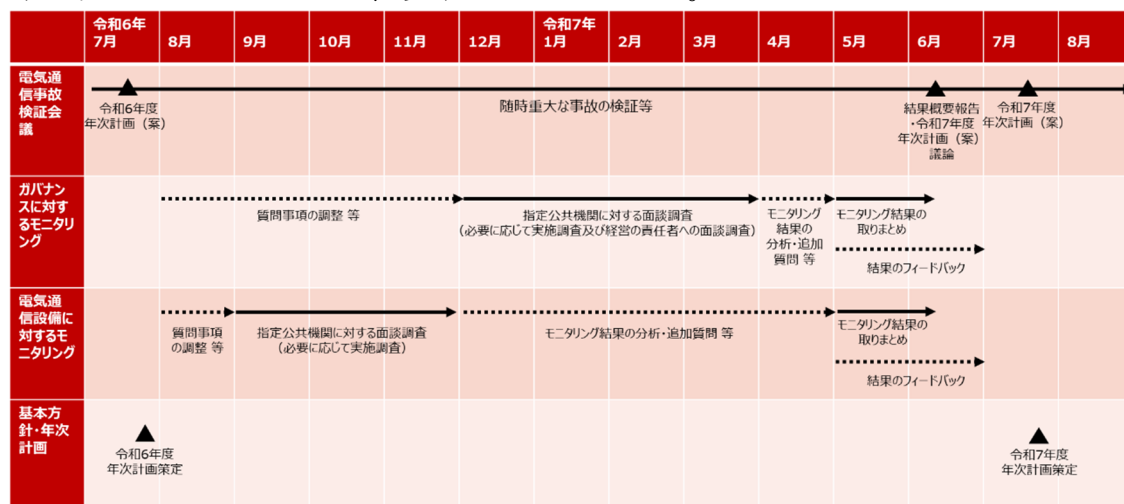 令和6年
7月
8月
9月
10月
11月
12月
令和7年
1月
2月
3月
4月
5月
6月
7月
8月
電気通
信事故
検証会
議
令和6年度
年次計画（案）
随時重大な事故の検証等
結果概要報告
・令和7年度
年次計画（案）
議論
令和7年度
年次計画（案）
ガバナン
スに対す
るモニタリ
ング
質問事項の調整 等
指定公共機関に対する面談調査
（必要に応じて実施調査及び経営の責任者への面談調査）
モニタリング
結果の
分析・追加
質問 等
モニタリング結果の
取りまとめ
結果のフィードバック
電気通
信設備に
対するモ
ニタリング
質問事項
の調整 等
指定公共機関に対する面談調査
（必要に応じて実施調査）
モニタリング結果の分析・追加質問 等
モニタリング結果の
取りまとめ
結果のフィードバック
基本方
針・年次
計画
令和6年度
年次計画策定
令和7年度
年次計画策定